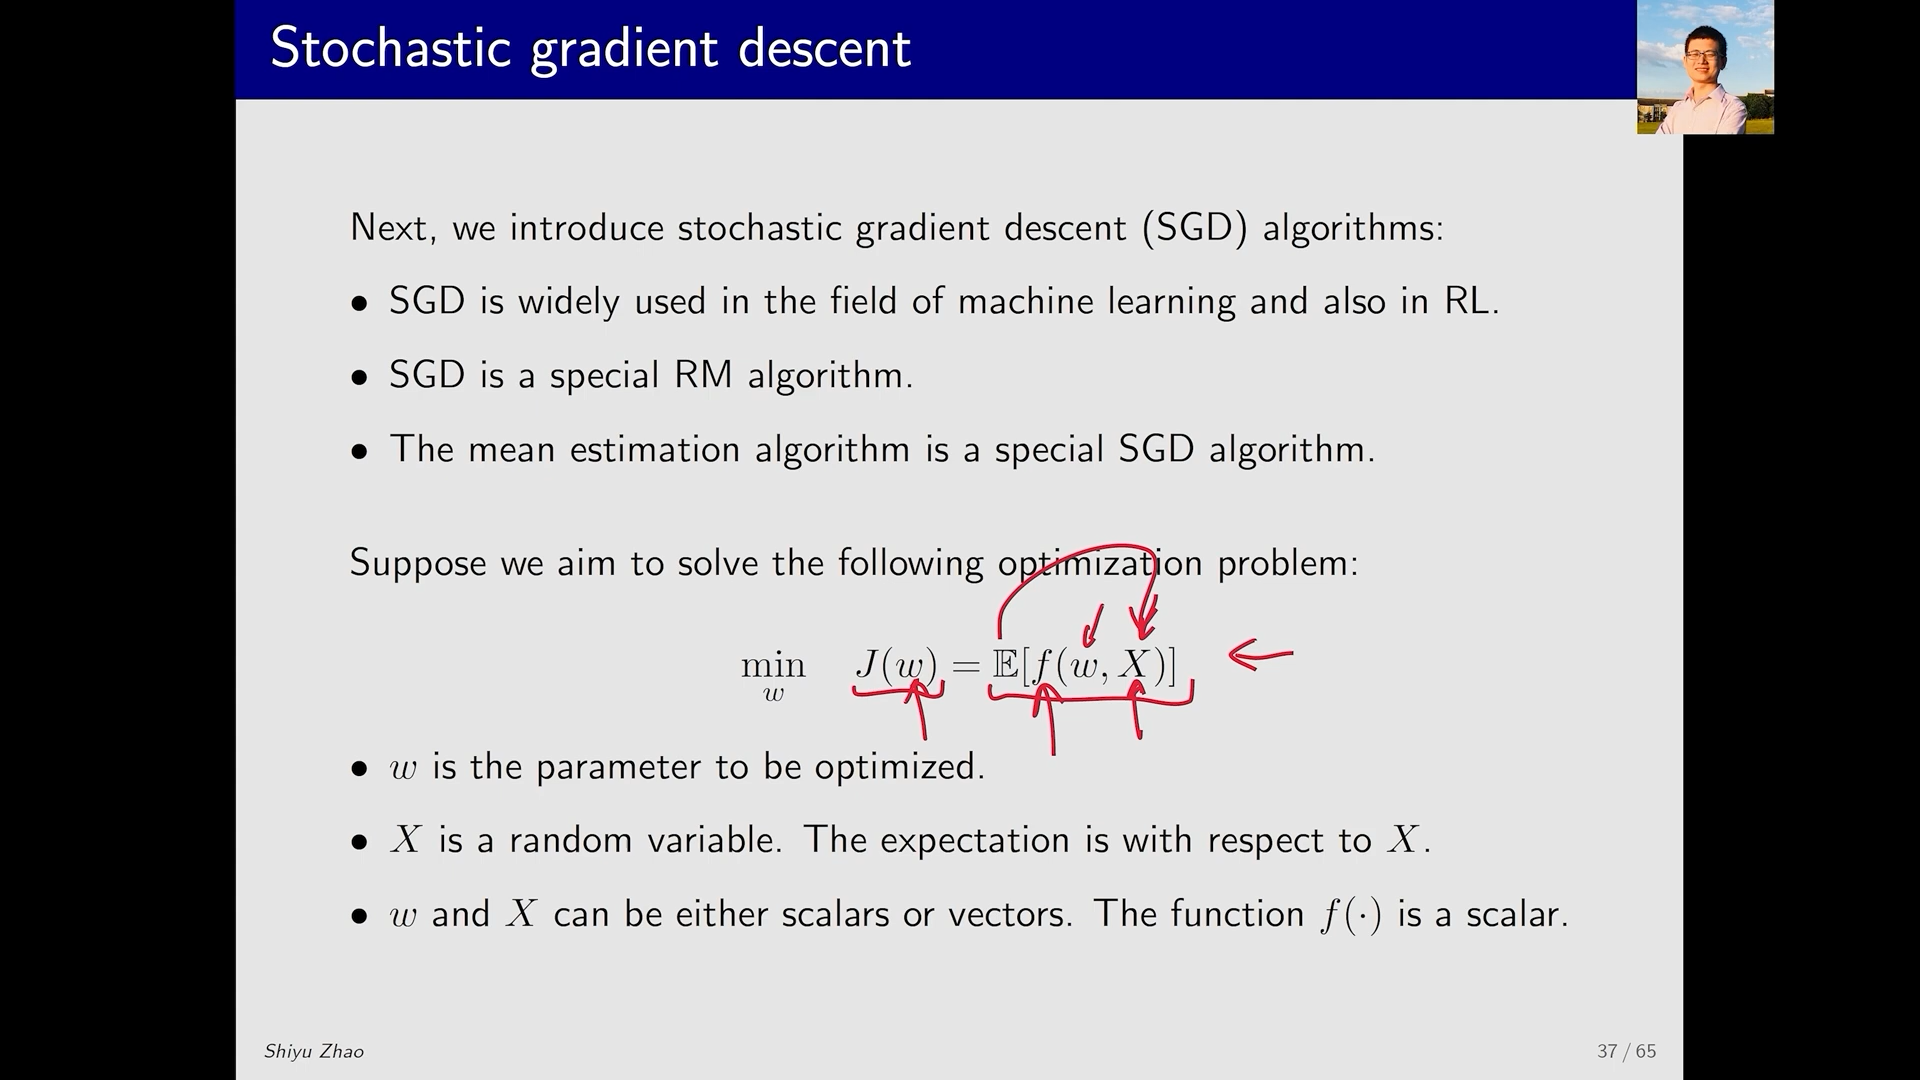 Stochastic gradient descent
Next, we introduce stochastic gradient descent (SGD) algorithms:
• SGD is widely used in the field of machine learning and also in RL.
• SGD is a special RM algorithm.
• The mean estimation algorithm is a special SGD algorithm.
Suppose we aim to solve the following optimization problem:
min_w J(w) = 𝔼[f(w, X)]
• w is the parameter to be optimized.
• X is a random variable. The expectation is with respect to X.
• w and X can be either scalars or vectors. The function f(·) is a scalar.
Shiyu Zhao
37 / 65